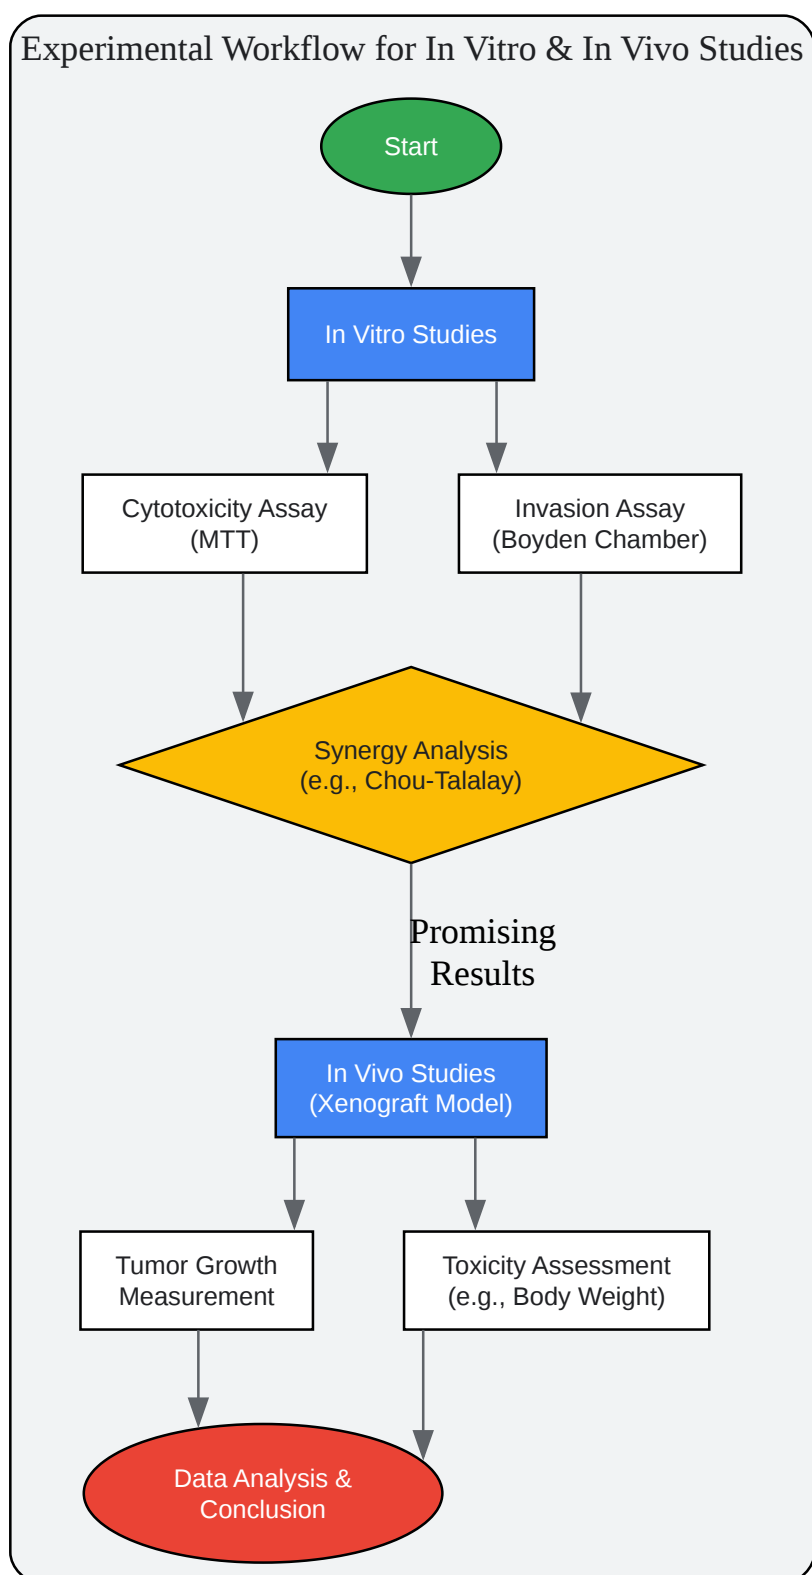 Experimental Workflow for In Vitro & In Vivo Studies
Start
In Vitro Studies
Cytotoxicity Assay
(MTT)
Invasion Assay
(Boyden Chamber)
Synergy Analysis
(e.g., Chou-Talalay)
Promising
Results
In Vivo Studies
(Xenograft Model)
Tumor Growth
Measurement
Toxicity Assessment
(e.g., Body Weight)
Data Analysis &
Conclusion